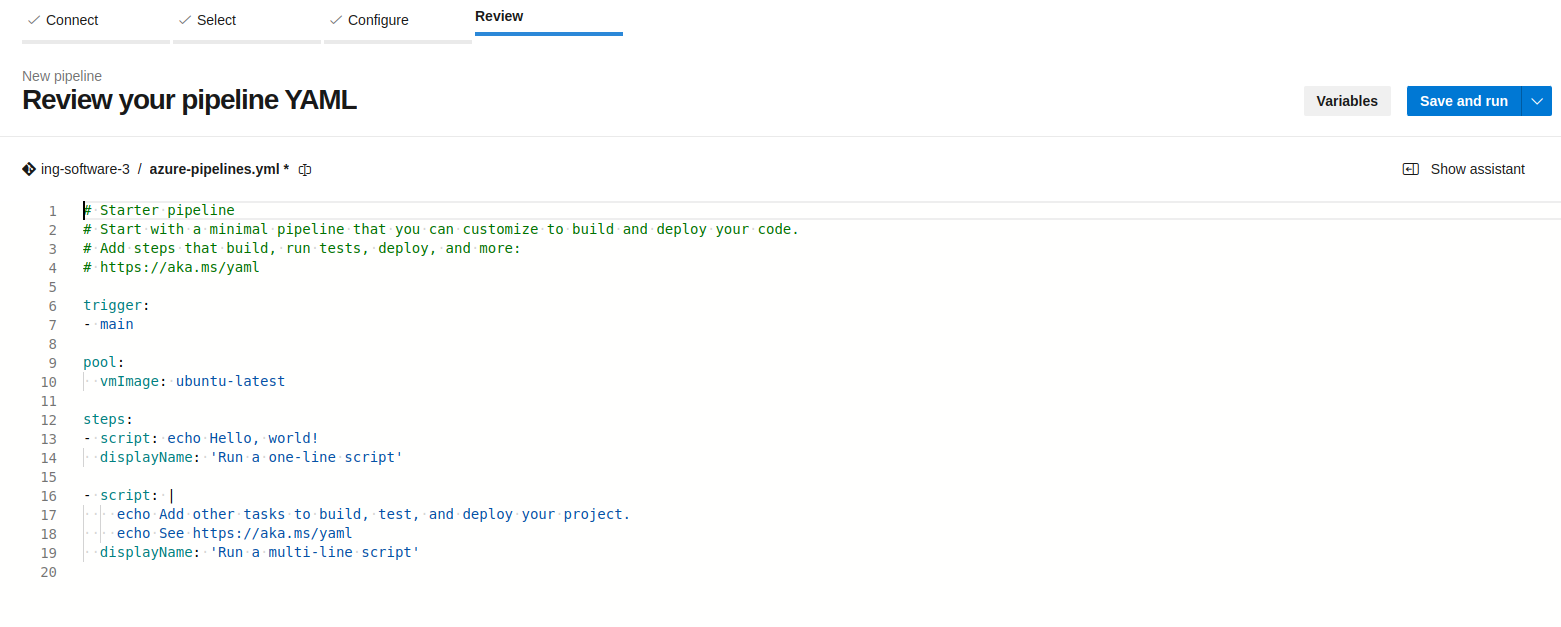 Connect Select Configure Review
New pipeline
Review your pipeline YAML
Variables Save and run
ing-software-3 / azure-pipelines.yml *
Show assistant
1 # Starter pipeline
2 # Start with a minimal pipeline that you can customize to build and deploy your code.
3 # Add steps that build, run tests, deploy, and more:
4 # https://aka.ms/yaml
5
6 trigger:
7 - main
8
9 pool:
10   vmImage: ubuntu-latest
11
12 steps:
13 - script: echo Hello, world!
14   displayName: 'Run a one-line script'
15
16 - script: |
17     echo Add other tasks to build, test, and deploy your project.
18     echo See https://aka.ms/yaml
19   displayName: 'Run a multi-line script'
20